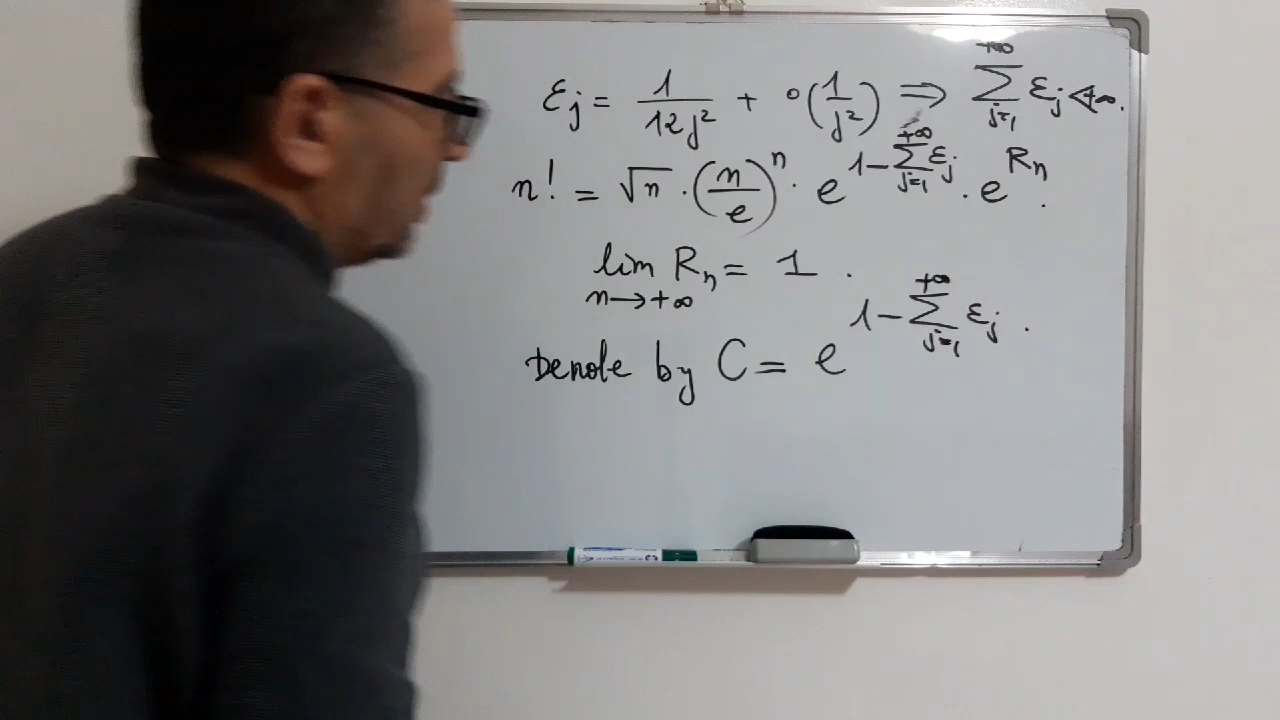 εj = 1/(12j²) + o(1/j²) ⇒ ∑_{j=1}^{+∞} εj < +∞.
n! = √n · (n/e)^n · e^{1 − ∑_{j=1}^{+∞} εj} · e^{Rn}.
lim_{n→+∞} Rn = 1.
Denote by C = e^{1 − ∑_{j=1}^{+∞} εj}.